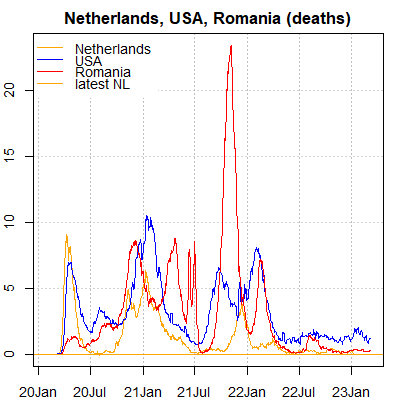 Netherlands, USA, Romania (deaths)
Netherlands
USA
Romania
latest NL
20
15
10
5
0
20Jan 20Jul 21Jan 21Jul 22Jan 22Jul 23Jan